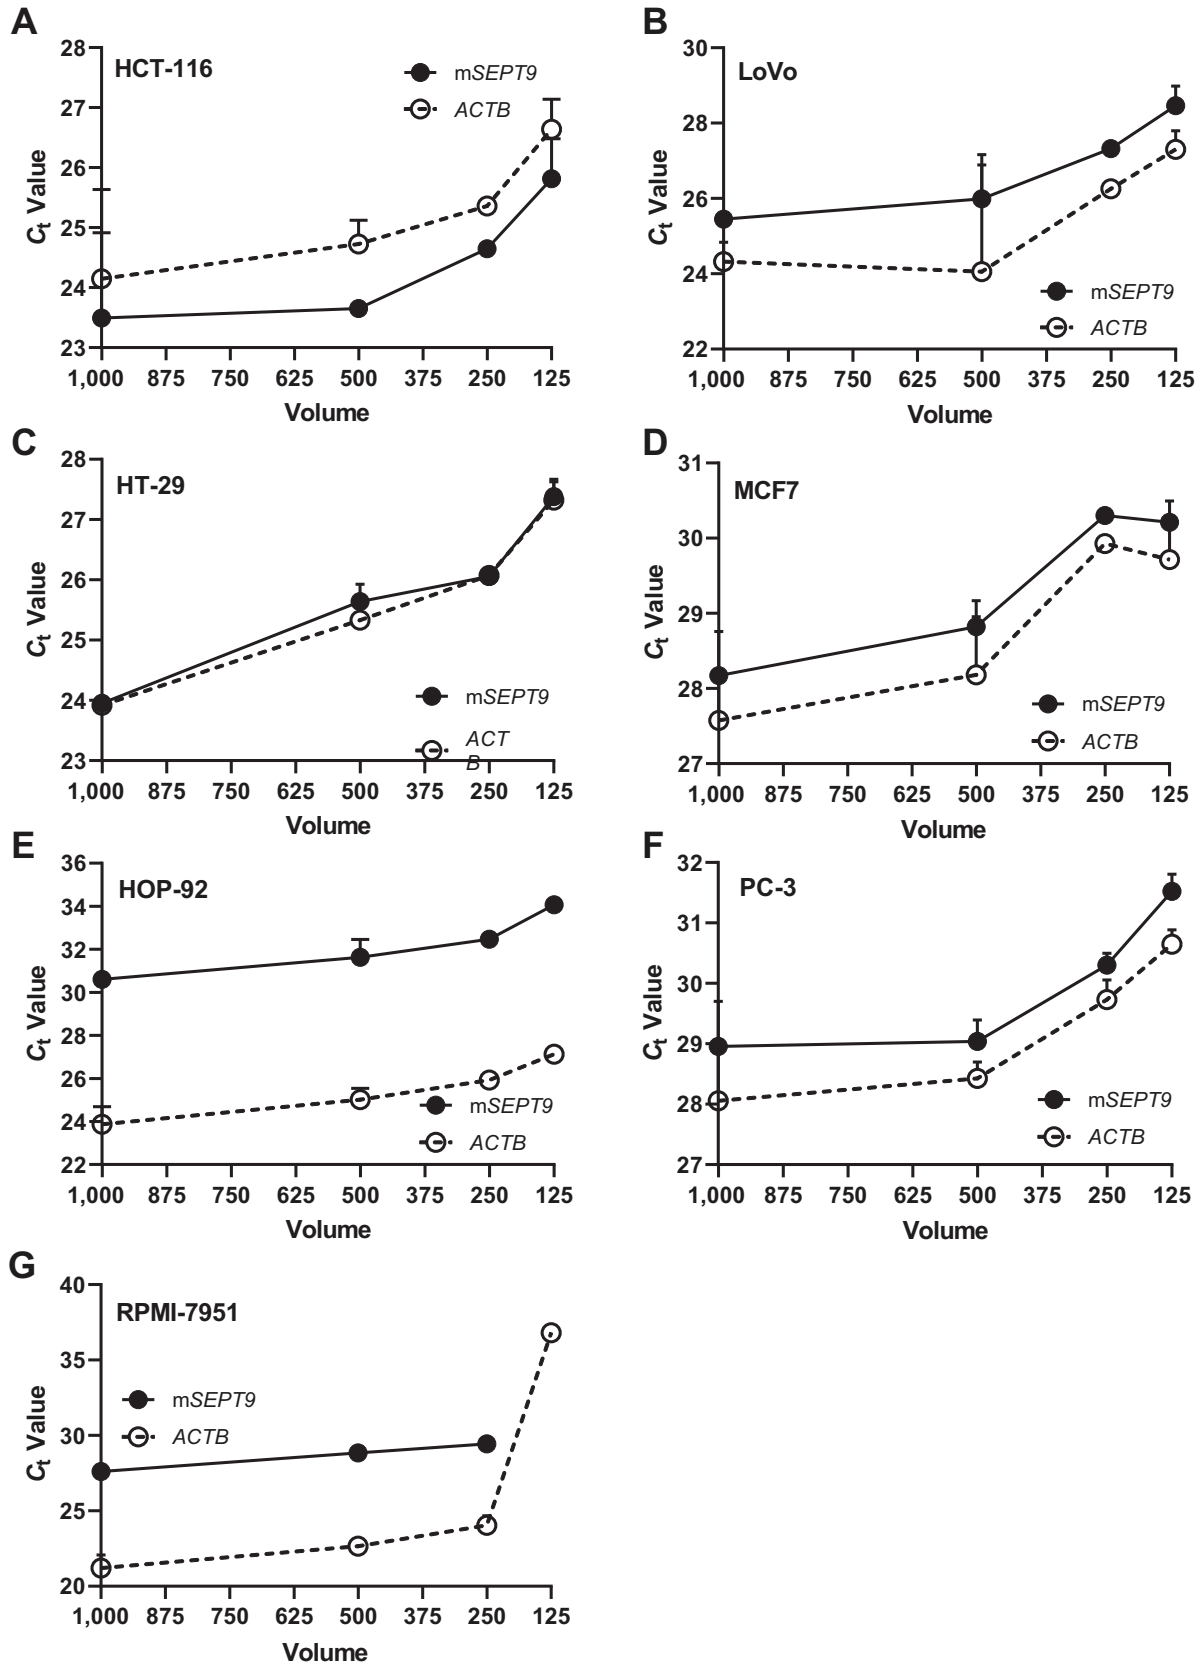 A
HCT-116
mSEPT9
ACTB
28
27
26
25
24
23
Ct Value
1,000 875 750 625 500 375 250 125
Volume
B
LoVo
mSEPT9
ACTB
30
28
26
24
22
Ct Value
1,000 875 750 625 500 375 250 125
Volume
C
HT-29
mSEPT9
ACT
B
28
27
26
25
24
23
Ct Value
1,000 875 750 625 500 375 250 125
Volume
D
MCF7
mSEPT9
ACTB
31
30
29
28
27
Ct Value
1,000 875 750 625 500 375 250 125
Volume
E
HOP-92
mSEPT9
ACTB
36
34
32
30
28
26
24
22
Ct Value
1,000 875 750 625 500 375 250 125
Volume
F
PC-3
mSEPT9
ACTB
32
31
30
29
28
27
Ct Value
1,000 875 750 625 500 375 250 125
Volume
G
RPMI-7951
mSEPT9
ACTB
40
35
30
25
20
Ct Value
1,000 875 750 625 500 375 250 125
Volume